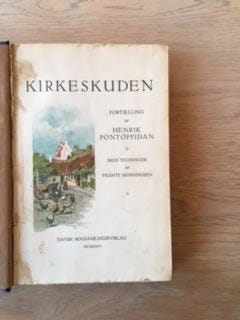 KIRKESKUDEN
FORTÆLLING
AF
HENRIK
PONTOPPIDAN
MED TEGNINGER
AF
FRANTS HENNINGSEN
DANSK BOGSAMLINGSFORLAG